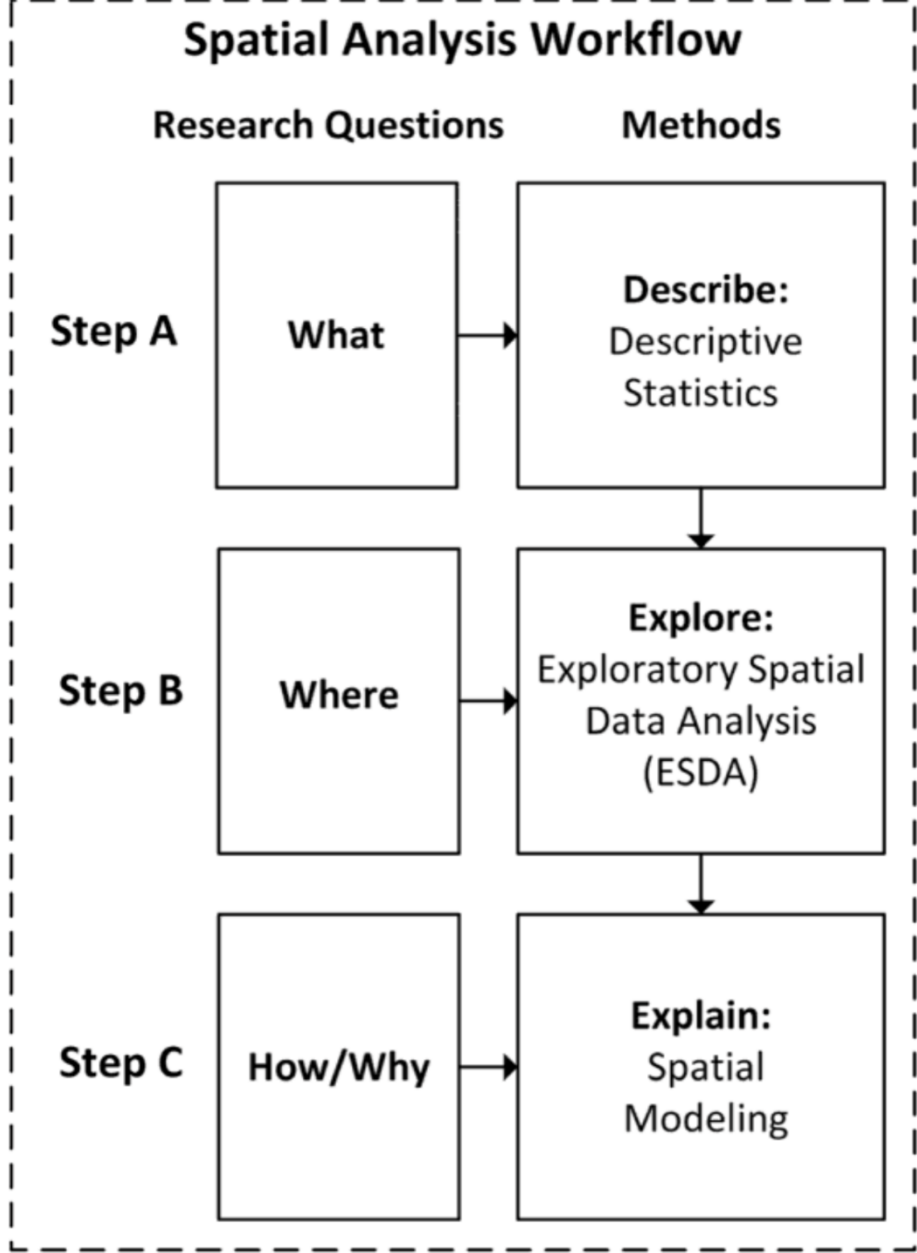 Spatial Analysis Workflow
Research Questions
Methods
Step A
What
Describe:
Descriptive
Statistics
Step B
Where
Explore:
Exploratory Spatial
Data Analysis
(ESDA)
Step C
How/Why
Explain:
Spatial
Modeling